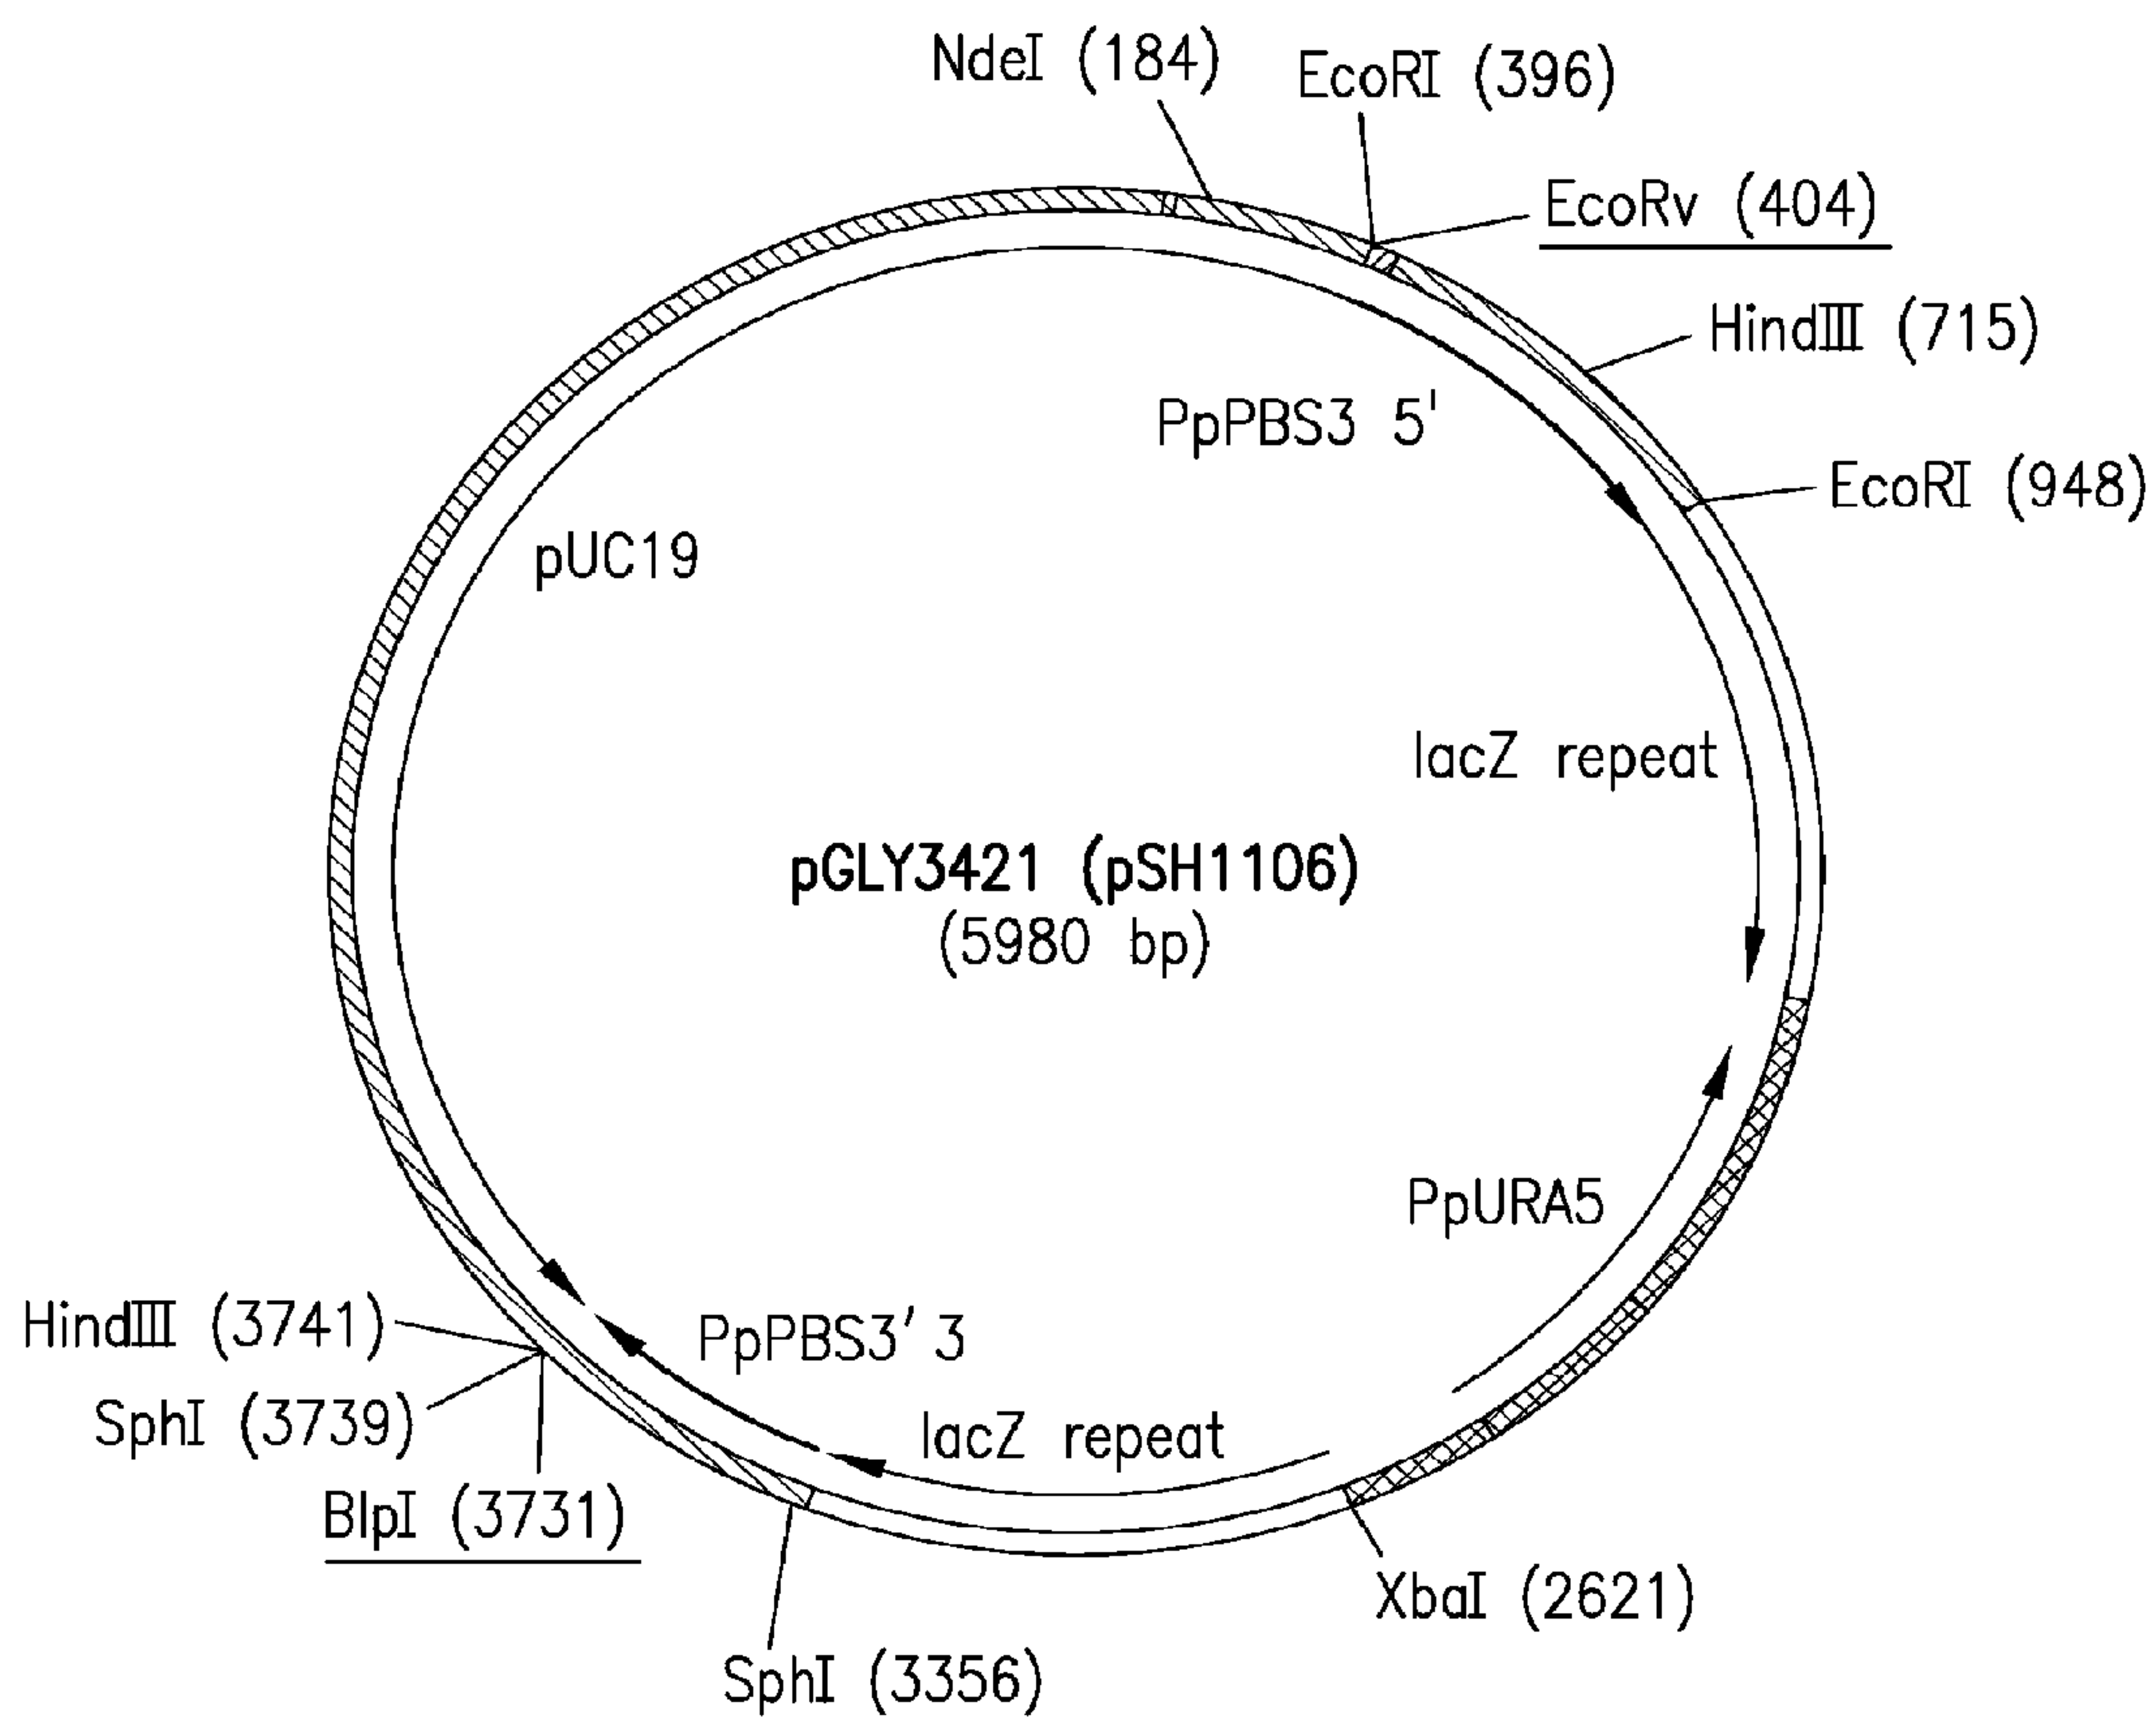 NdeI (184)
EcoRI (396)
EcoRv (404)
HindIII (715)
PpPBS3 5'
EcoRI (948)
pUC19
lacZ repeat
pGLY3421 (pSH1106)
(5980 bp)
PpURA5
HindIII (3741)
PpPBS3' 3
SphI (3739)
lacZ repeat
BlpI (3731)
XbaI (2621)
SphI (3356)